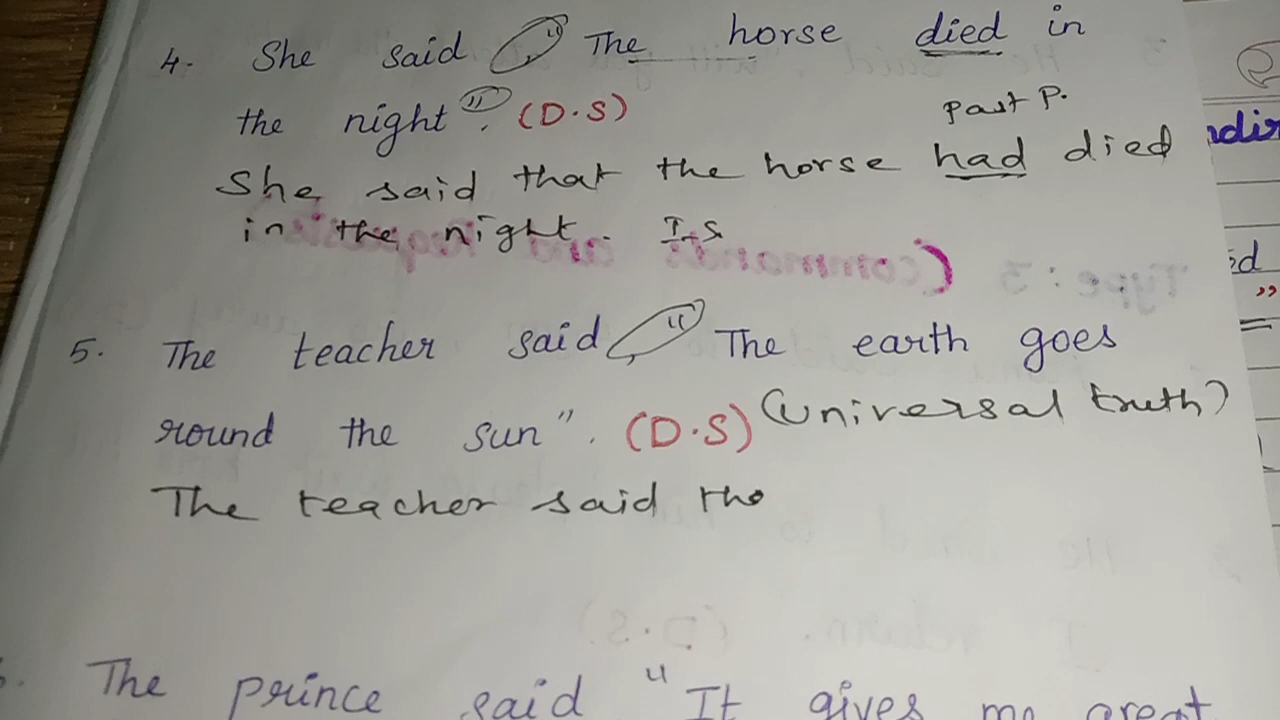 4. She said, " The horse died in
the night ". (D.S)
past P.
She said that the horse had died
in the night. I.S
5. The teacher said, " The earth goes
round the sun ". (D.S) (universal truth)
The teacher said tha
The prince said " It gives me great
ed
"